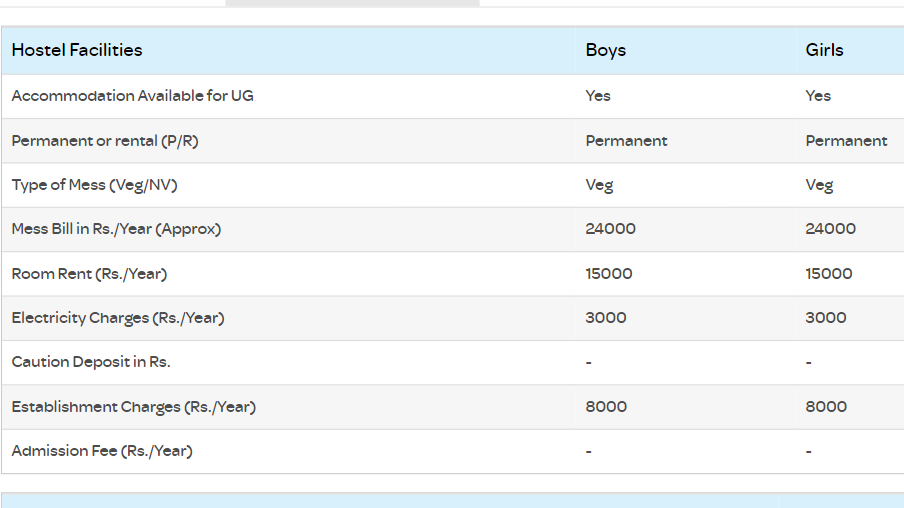 Hostel Facilities Boys Girls
Accommodation Available for UG Yes Yes
Permanent or rental (P/R) Permanent Permanent
Type of Mess (Veg/NV) Veg Veg
Mess Bill in Rs./Year (Approx) 24000 24000
Room Rent (Rs./Year) 15000 15000
Electricity Charges (Rs./Year) 3000 3000
Caution Deposit in Rs. - -
Establishment Charges (Rs./Year) 8000 8000
Admission Fee (Rs./Year) - -